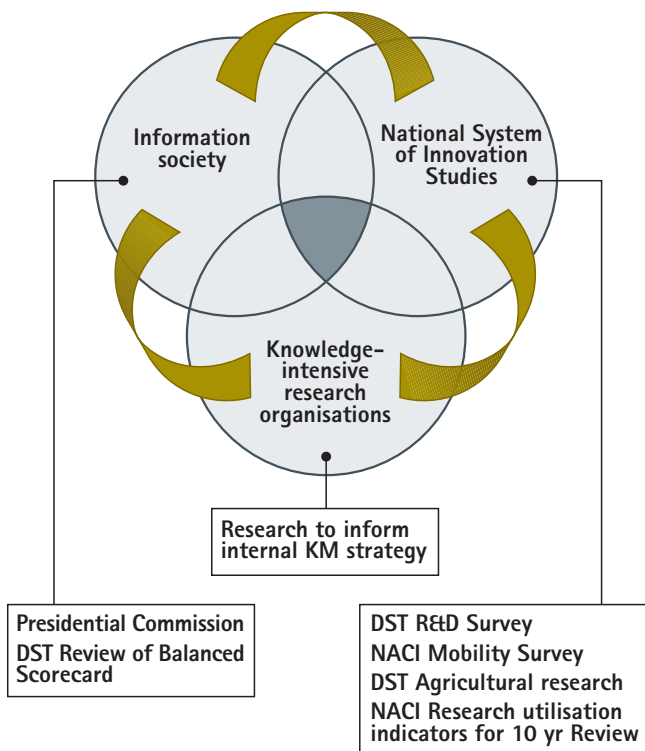 Information
society
National System
of Innovation
Studies
Knowledge-
intensive
research
organisations
Research to inform
internal KM strategy
Presidential Commission
DST Review of Balanced
Scorecard
DST R&D Survey
NACI Mobility Survey
DST Agricultural research
NACI Research utilisation
indicators for 10 yr Review